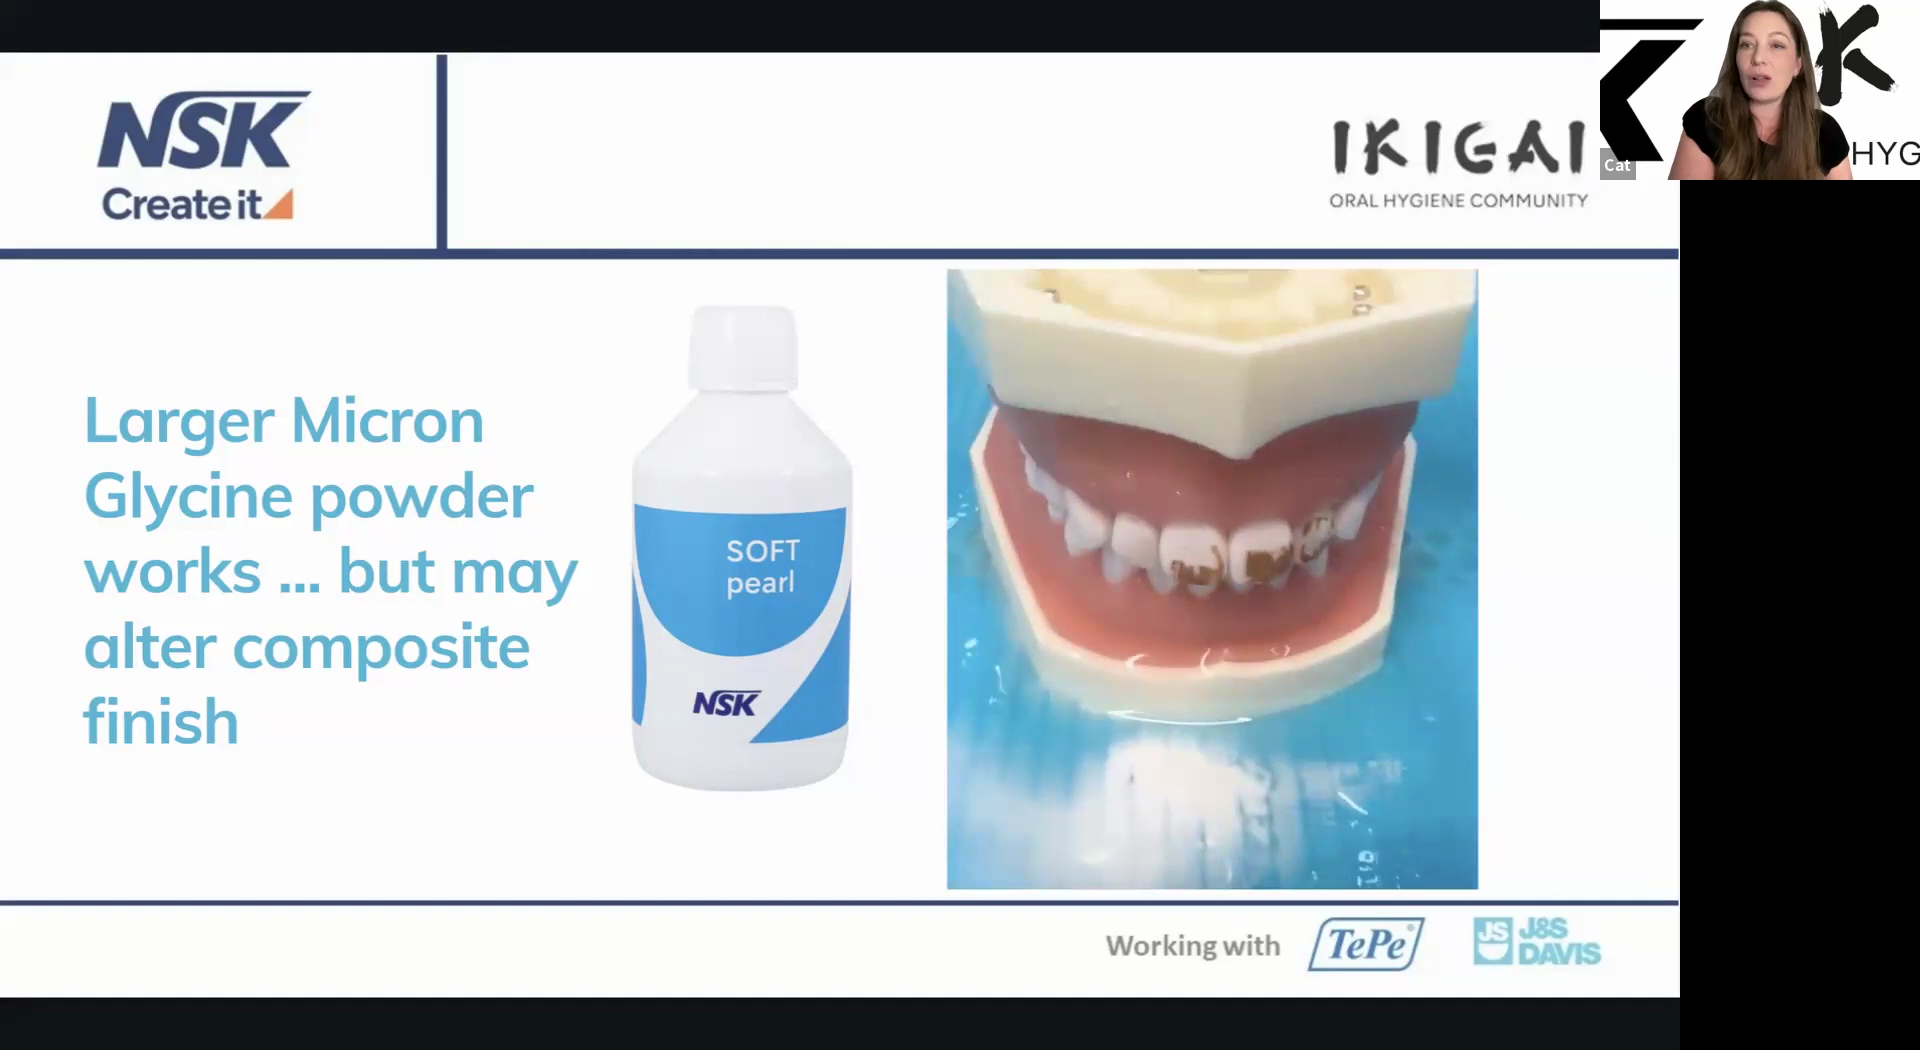 NSK
Create it
IKIGAI
ORAL HYGIENE COMMUNITY
K
HYG
Cat
Larger Micron
Glycine powder
works ... but may
alter composite
finish
SOFT
pearl
NSK
Working with
TePe®
JS
J&S
DAVIS